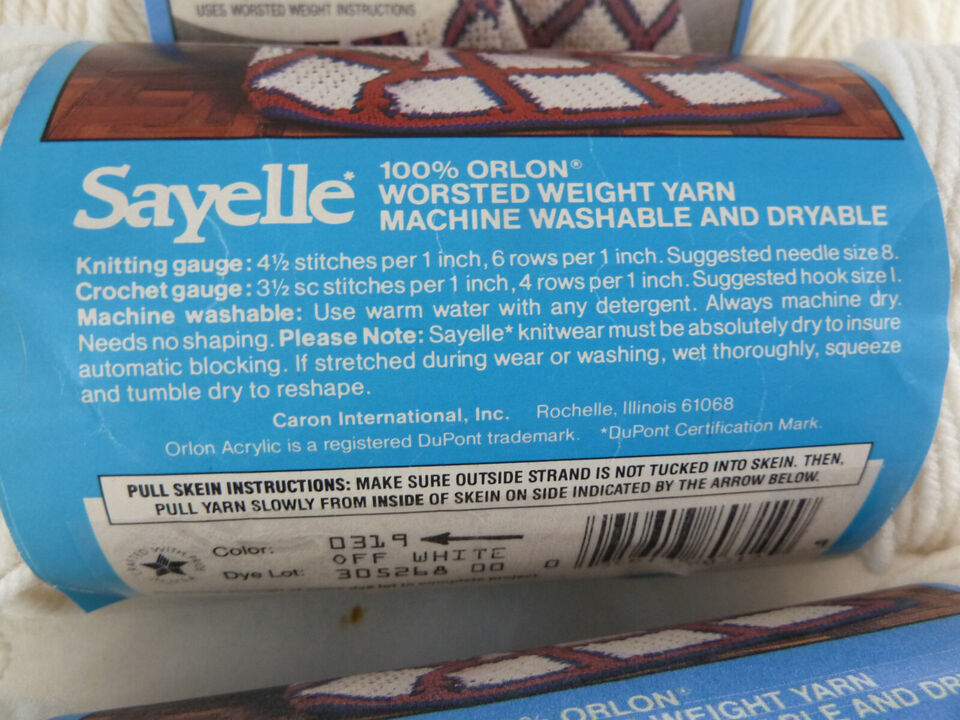 USES WORSTED WEIGHT INSTRUCTIONS
Sayelle*
100% ORLON®
WORSTED WEIGHT YARN
MACHINE WASHABLE AND DRYABLE
Knitting gauge: 4½ stitches per 1 inch, 6 rows per 1 inch. Suggested needle size 8.
Crochet gauge: 3½ sc stitches per 1 inch, 4 rows per 1 inch. Suggested hook size I.
Machine washable: Use warm water with any detergent. Always machine dry.
Needs no shaping. Please Note: Sayelle* knitwear must be absolutely dry to insure
automatic blocking. If stretched during wear or washing, wet thoroughly, squeeze
and tumble dry to reshape.
Caron International, Inc. Rochelle, Illinois 61068
Orlon Acrylic is a registered DuPont trademark. *DuPont Certification Mark.
PULL SKEIN INSTRUCTIONS: MAKE SURE OUTSIDE STRAND IS NOT TUCKED INTO SKEIN. THEN,
PULL YARN SLOWLY FROM INSIDE OF SKEIN ON SIDE INDICATED BY THE ARROW BELOW.
Color: 0319
OFF WHITE
Dye Lot: 305268 00
0
dye lot to complete project
% ORLON®
WEIGHT YARN
E AND DR